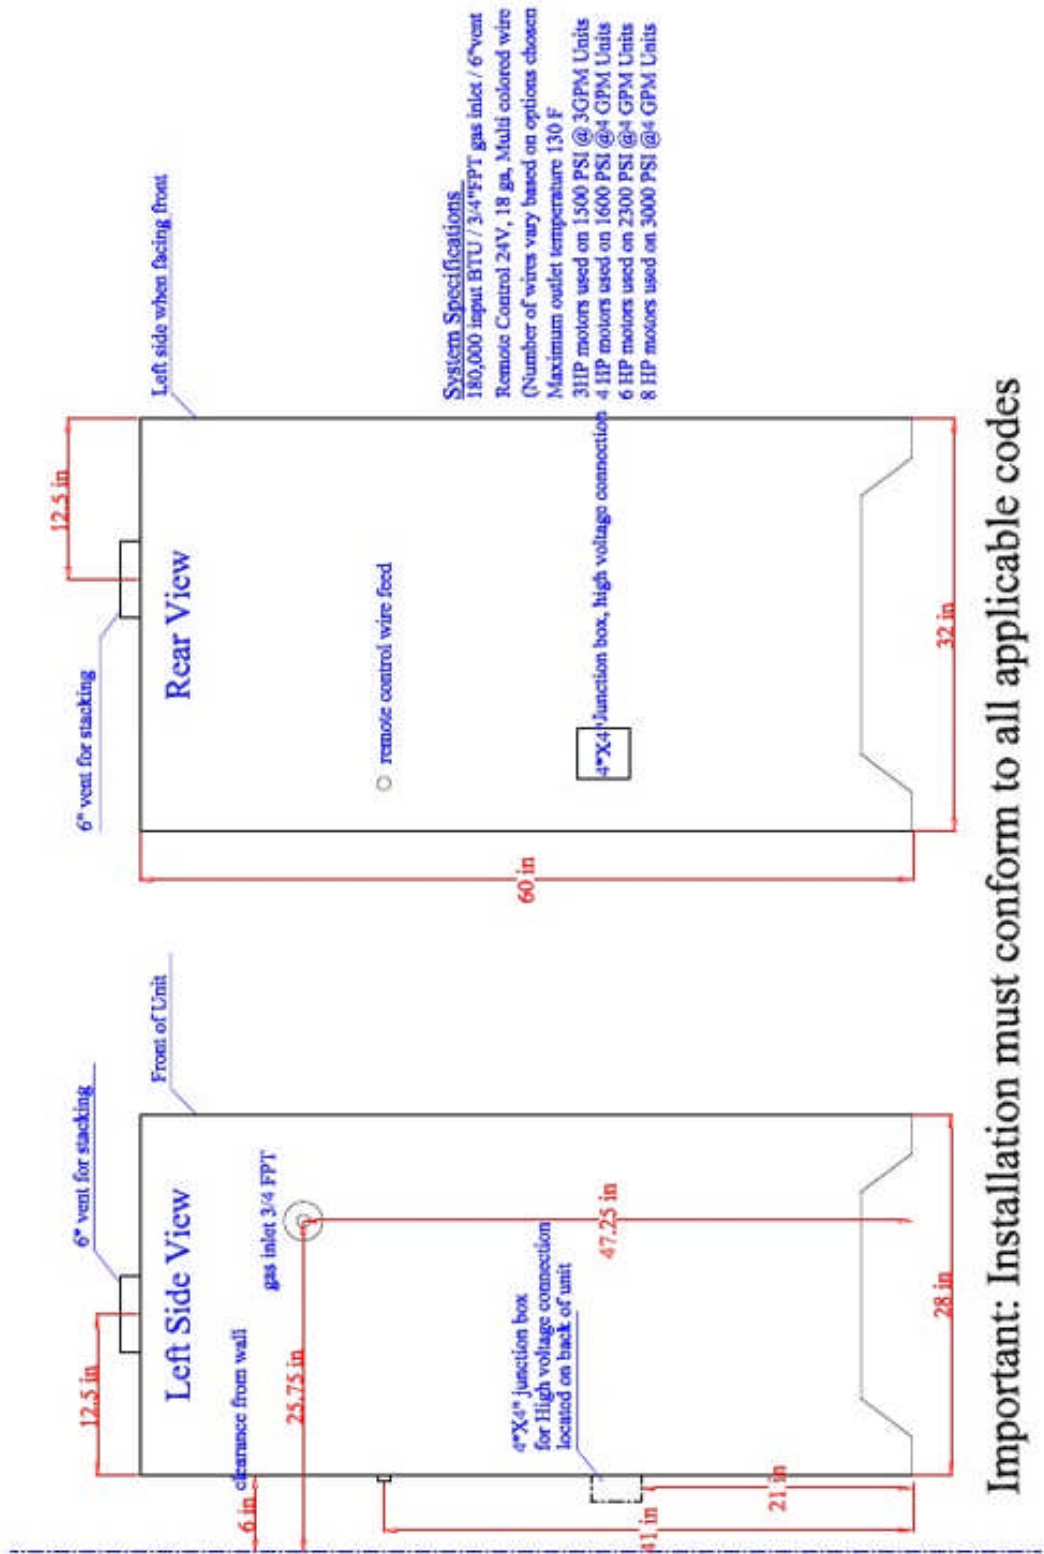 12.5 in
6" vent for stacking
Left Side View
Front of Unit
clearance from wall
6 in
gas inlet 3/4 FPT
25.75 in
47.25 in
4"X4" junction box
for High voltage connection
located on back of unit
41 in
21 in
28 in
6" vent for stacking
12.5 in
Left side when facing front
Rear View
60 in
remote control wire feed
4"X4" Junction box, high voltage connection
32 in
System Specifications
180,000 input BTU / 3/4"FPT gas inlet / 6"vent
Remote Control 24V, 18 ga, Multi colored wire
(Number of wires vary based on options chosen
Maximum outlet temperature 130 F
3HP motors used on 1500 PSI @ 3GPM Units
4 HP motors used on 1600 PSI @4 GPM Units
6 HP motors used on 2300 PSI @4 GPM Units
8 HP motors used on 3000 PSI @4 GPM Units
Important: Installation must conform to all applicable codes